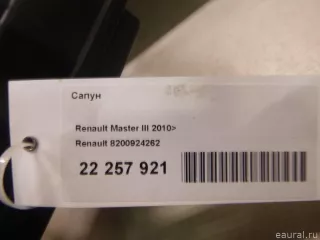 Сапун
Renault Master III 2010>
Renault 8200924262
22 257 921
eaural.ru